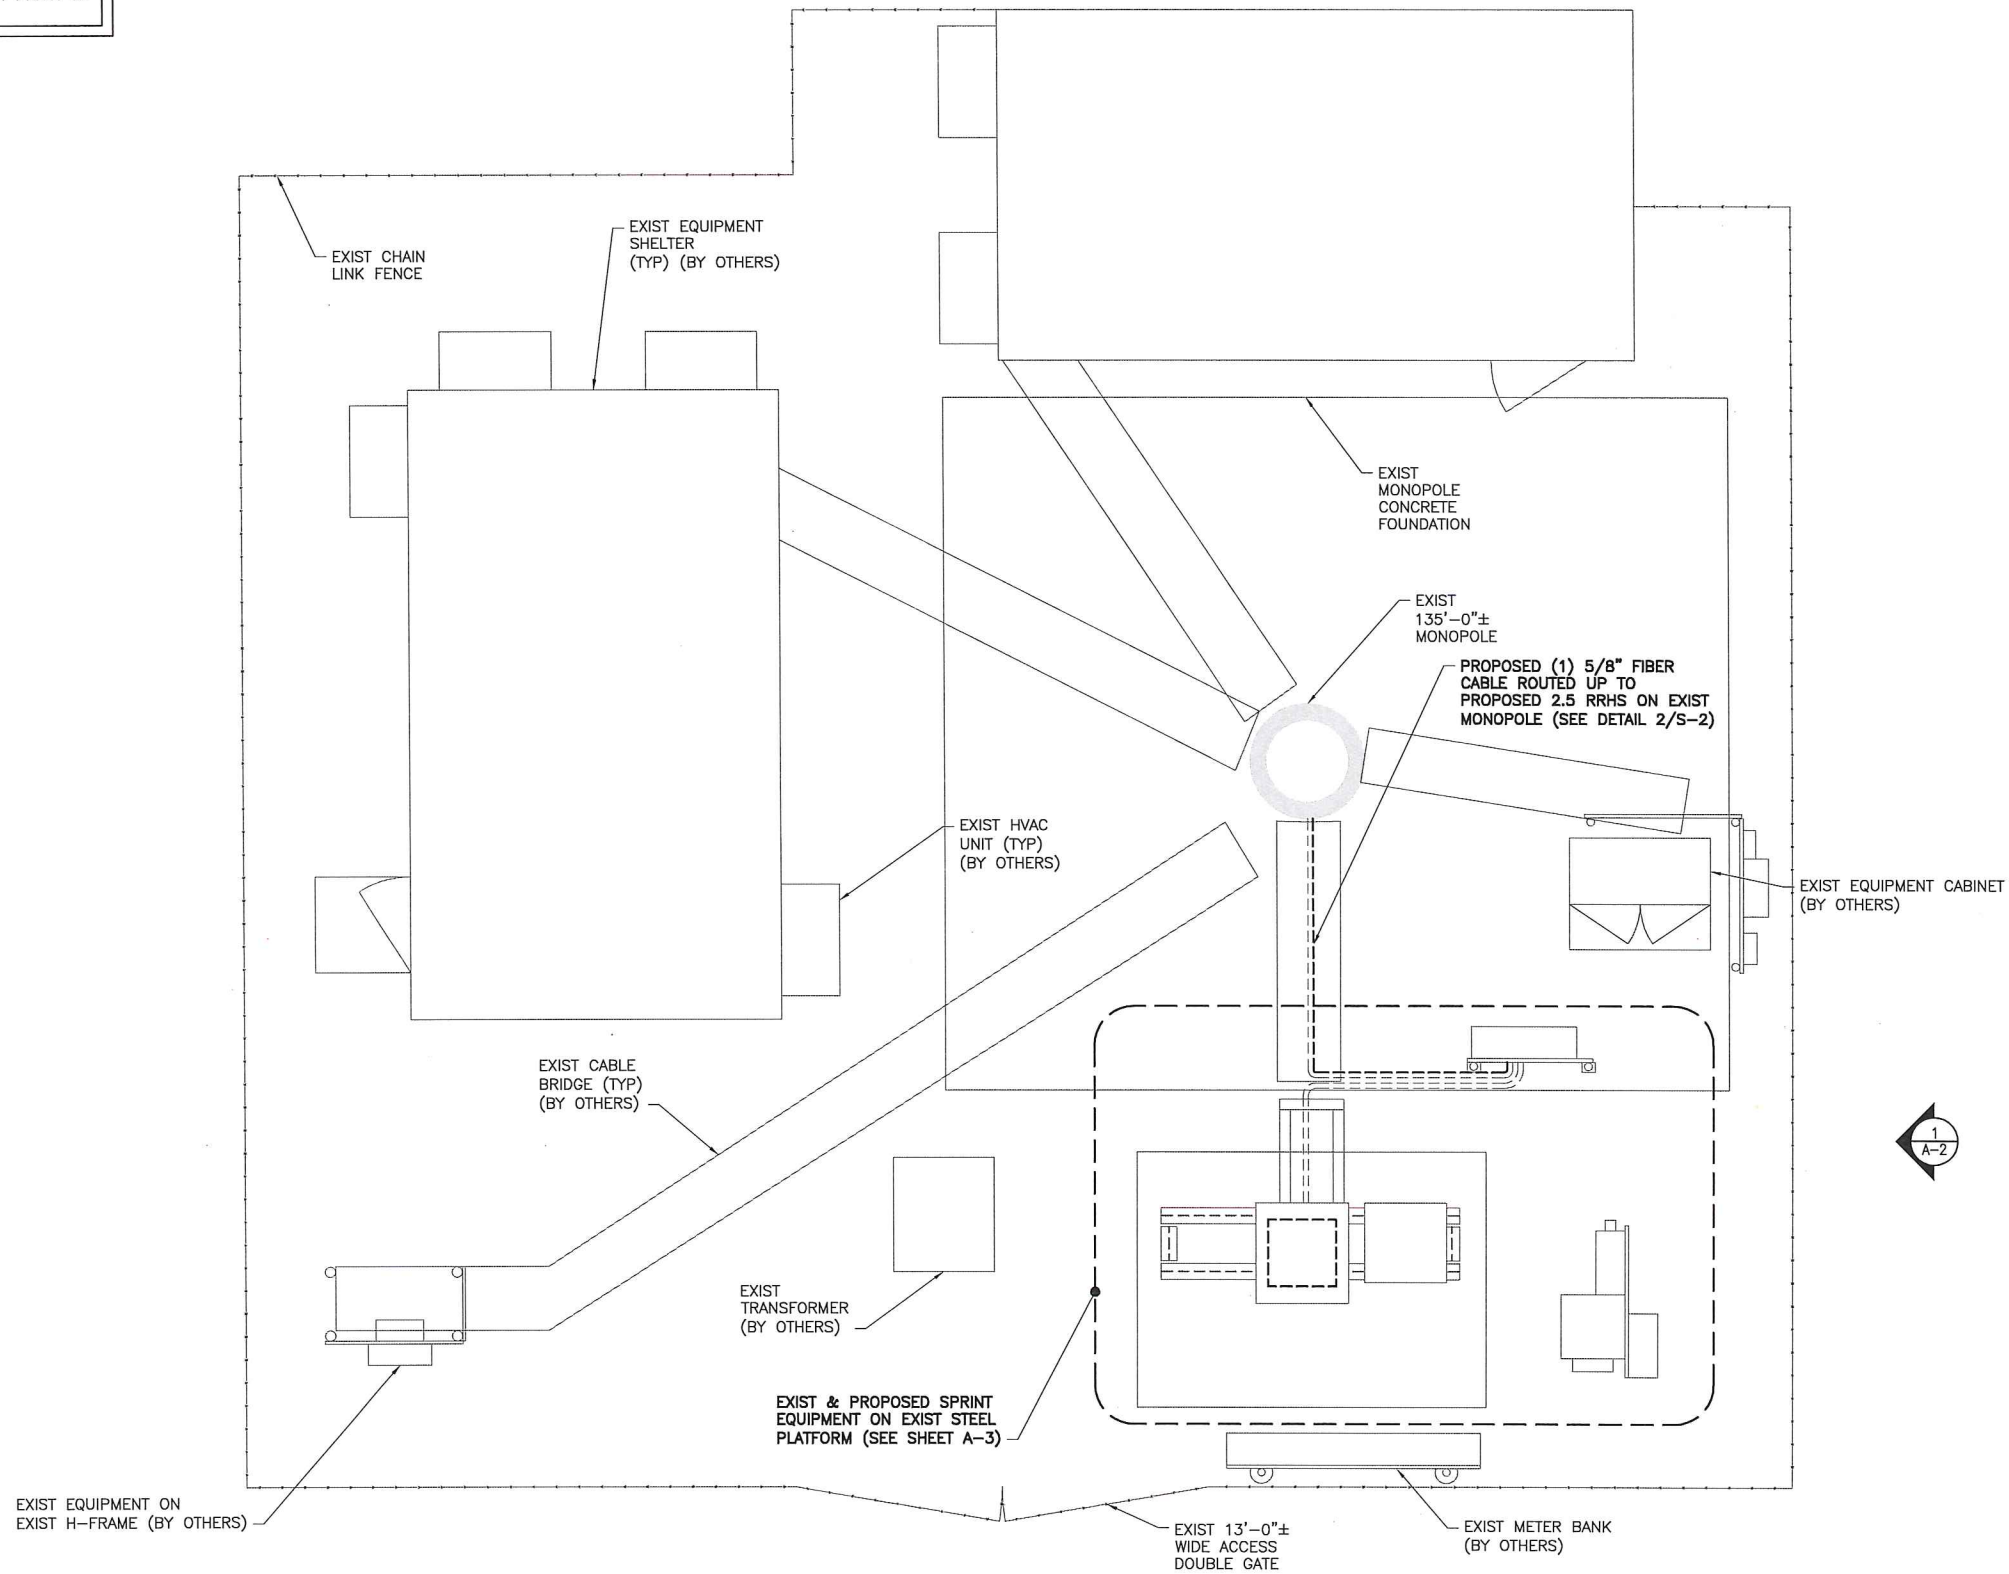 EXIST EQUIPMENT
SHELTER
(TYP) (BY OTHERS)
EXIST CHAIN
LINK FENCE
EXIST
MONOPOLE
CONCRETE
FOUNDATION
EXIST
135'-0"±
MONOPOLE
PROPOSED (1) 5/8" FIBER
CABLE ROUTED UP TO
PROPOSED 2.5 RRHS ON EXIST
MONOPOLE (SEE DETAIL 2/S-2)
EXIST HVAC
UNIT (TYP)
(BY OTHERS)
EXIST EQUIPMENT CABINET
(BY OTHERS)
EXIST CABLE
BRIDGE (TYP)
(BY OTHERS)
1
A-2
EXIST
TRANSFORMER
(BY OTHERS)
EXIST & PROPOSED SPRINT
EQUIPMENT ON EXIST STEEL
PLATFORM (SEE SHEET A-3)
EXIST EQUIPMENT ON
EXIST H-FRAME (BY OTHERS)
EXIST 13'-0"±
WIDE ACCESS
DOUBLE GATE
EXIST METER BANK
(BY OTHERS)